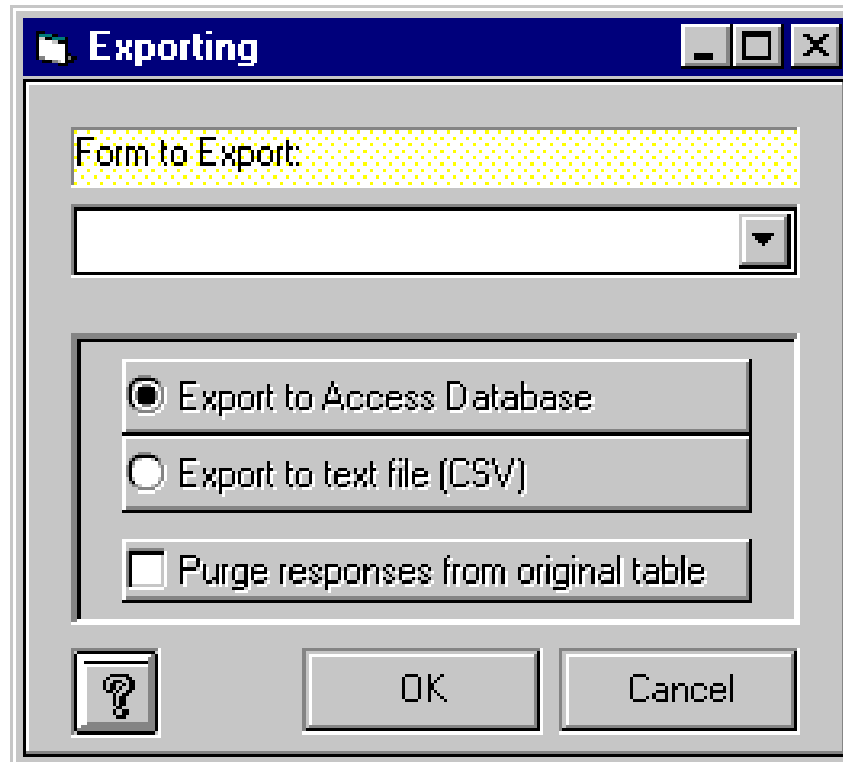 Exporting
Form to Export:
Export to Access Database
Export to text file (CSV)
Purge responses from original table
?
OK
Cancel